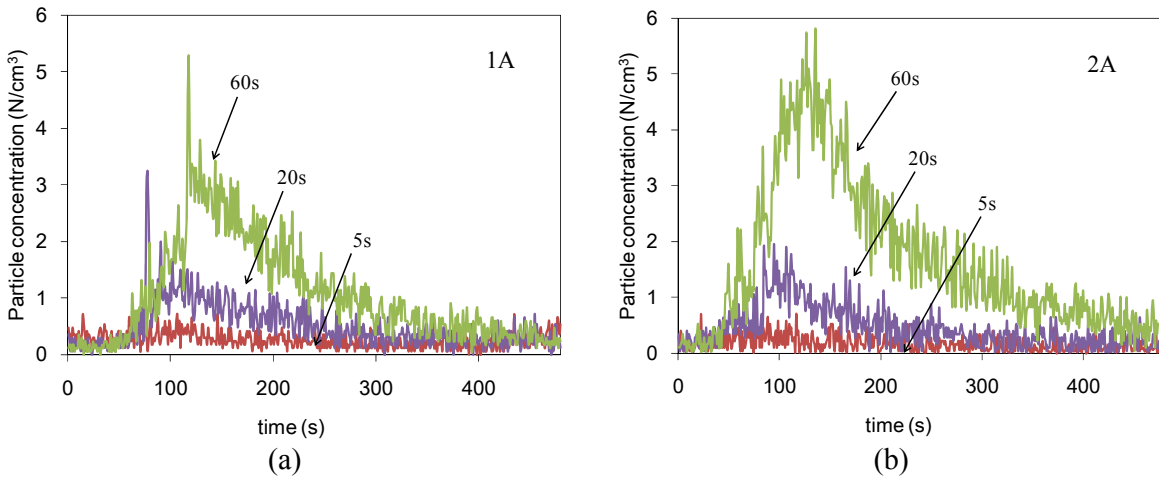 6
5
4
3
2
1
0
Particle concentration (N/cm³)
1A
60s
20s
5s
0 100 200 300 400
time (s)
(a)
6
5
4
3
2
1
0
Particle concentration (N/cm³)
2A
60s
20s
5s
0 100 200 300 400
time (s)
(b)